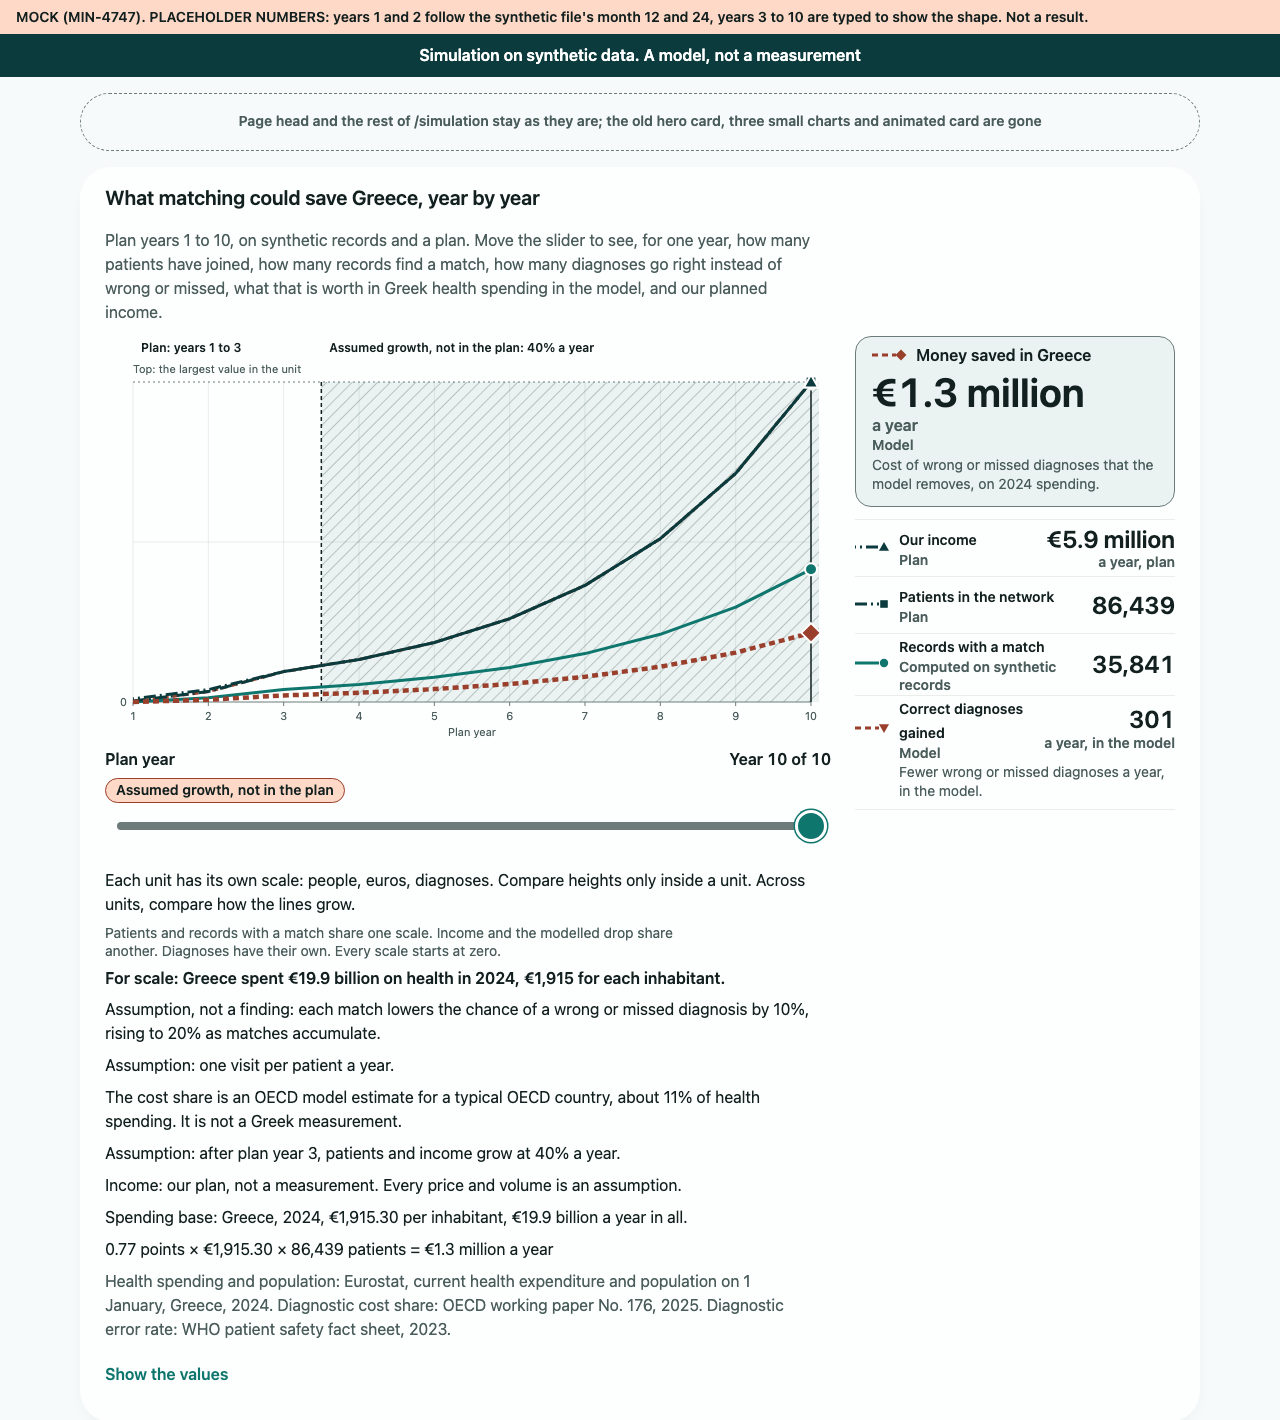 MOCK (MIN-4747). PLACEHOLDER NUMBERS: years 1 and 2 follow the synthetic file's month 12 and 24, years 3 to 10 are typed to show the shape. Not a result.
Simulation on synthetic data. A model, not a measurement
Page head and the rest of /simulation stay as they are; the old hero card, three small charts and animated card are gone
What matching could save Greece, year by year
Plan years 1 to 10, on synthetic records and a plan. Move the slider to see, for one year, how many
patients have joined, how many records find a match, how many diagnoses go right instead of
wrong or missed, what that is worth in Greek health spending in the model, and our planned
income.
Plan: years 1 to 3
Assumed growth, not in the plan: 40% a year
Top: the largest value in the unit
0
1 2 3 4 5 6 7 8 9 10
Plan year
Money saved in Greece
€1.3 million
a year
Model
Cost of wrong or missed diagnoses that the
model removes, on 2024 spending.
Our income
Plan
€5.9 million
a year, plan
Patients in the network
Plan
86,439
Records with a match
Computed on synthetic
records
35,841
Correct diagnoses
gained
Model
301
a year, in the model
Fewer wrong or missed diagnoses a year,
in the model.
Plan year
Year 10 of 10
Assumed growth, not in the plan
Each unit has its own scale: people, euros, diagnoses. Compare heights only inside a unit. Across
units, compare how the lines grow.
Patients and records with a match share one scale. Income and the modelled drop share
another. Diagnoses have their own. Every scale starts at zero.
For scale: Greece spent €19.9 billion on health in 2024, €1,915 for each inhabitant.
Assumption, not a finding: each match lowers the chance of a wrong or missed diagnosis by 10%,
rising to 20% as matches accumulate.
Assumption: one visit per patient a year.
The cost share is an OECD model estimate for a typical OECD country, about 11% of health
spending. It is not a Greek measurement.
Assumption: after plan year 3, patients and income grow at 40% a year.
Income: our plan, not a measurement. Every price and volume is an assumption.
Spending base: Greece, 2024, €1,915.30 per inhabitant, €19.9 billion a year in all.
0.77 points × €1,915.30 × 86,439 patients = €1.3 million a year
Health spending and population: Eurostat, current health expenditure and population on 1
January, Greece, 2024. Diagnostic cost share: OECD working paper No. 176, 2025. Diagnostic
error rate: WHO patient safety fact sheet, 2023.
Show the values